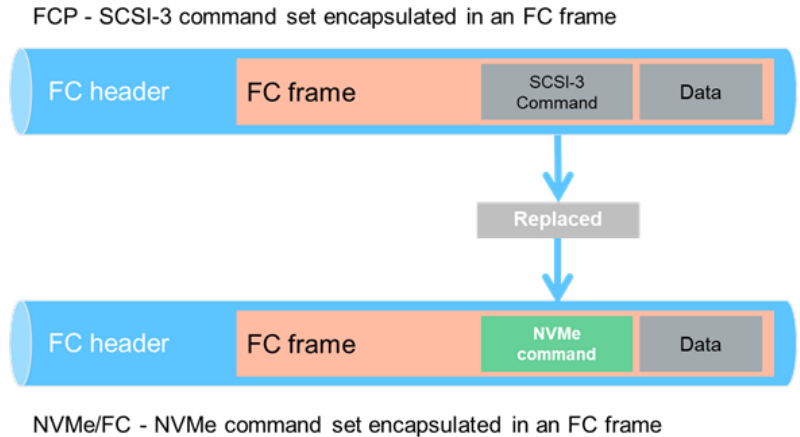 FCP - SCSI-3 command set encapsulated in an FC frame
FC header
FC frame
SCSI-3
Command
Data
Replaced
FC header
FC frame
NVMe
command
Data
NVMe/FC - NVMe command set encapsulated in an FC frame